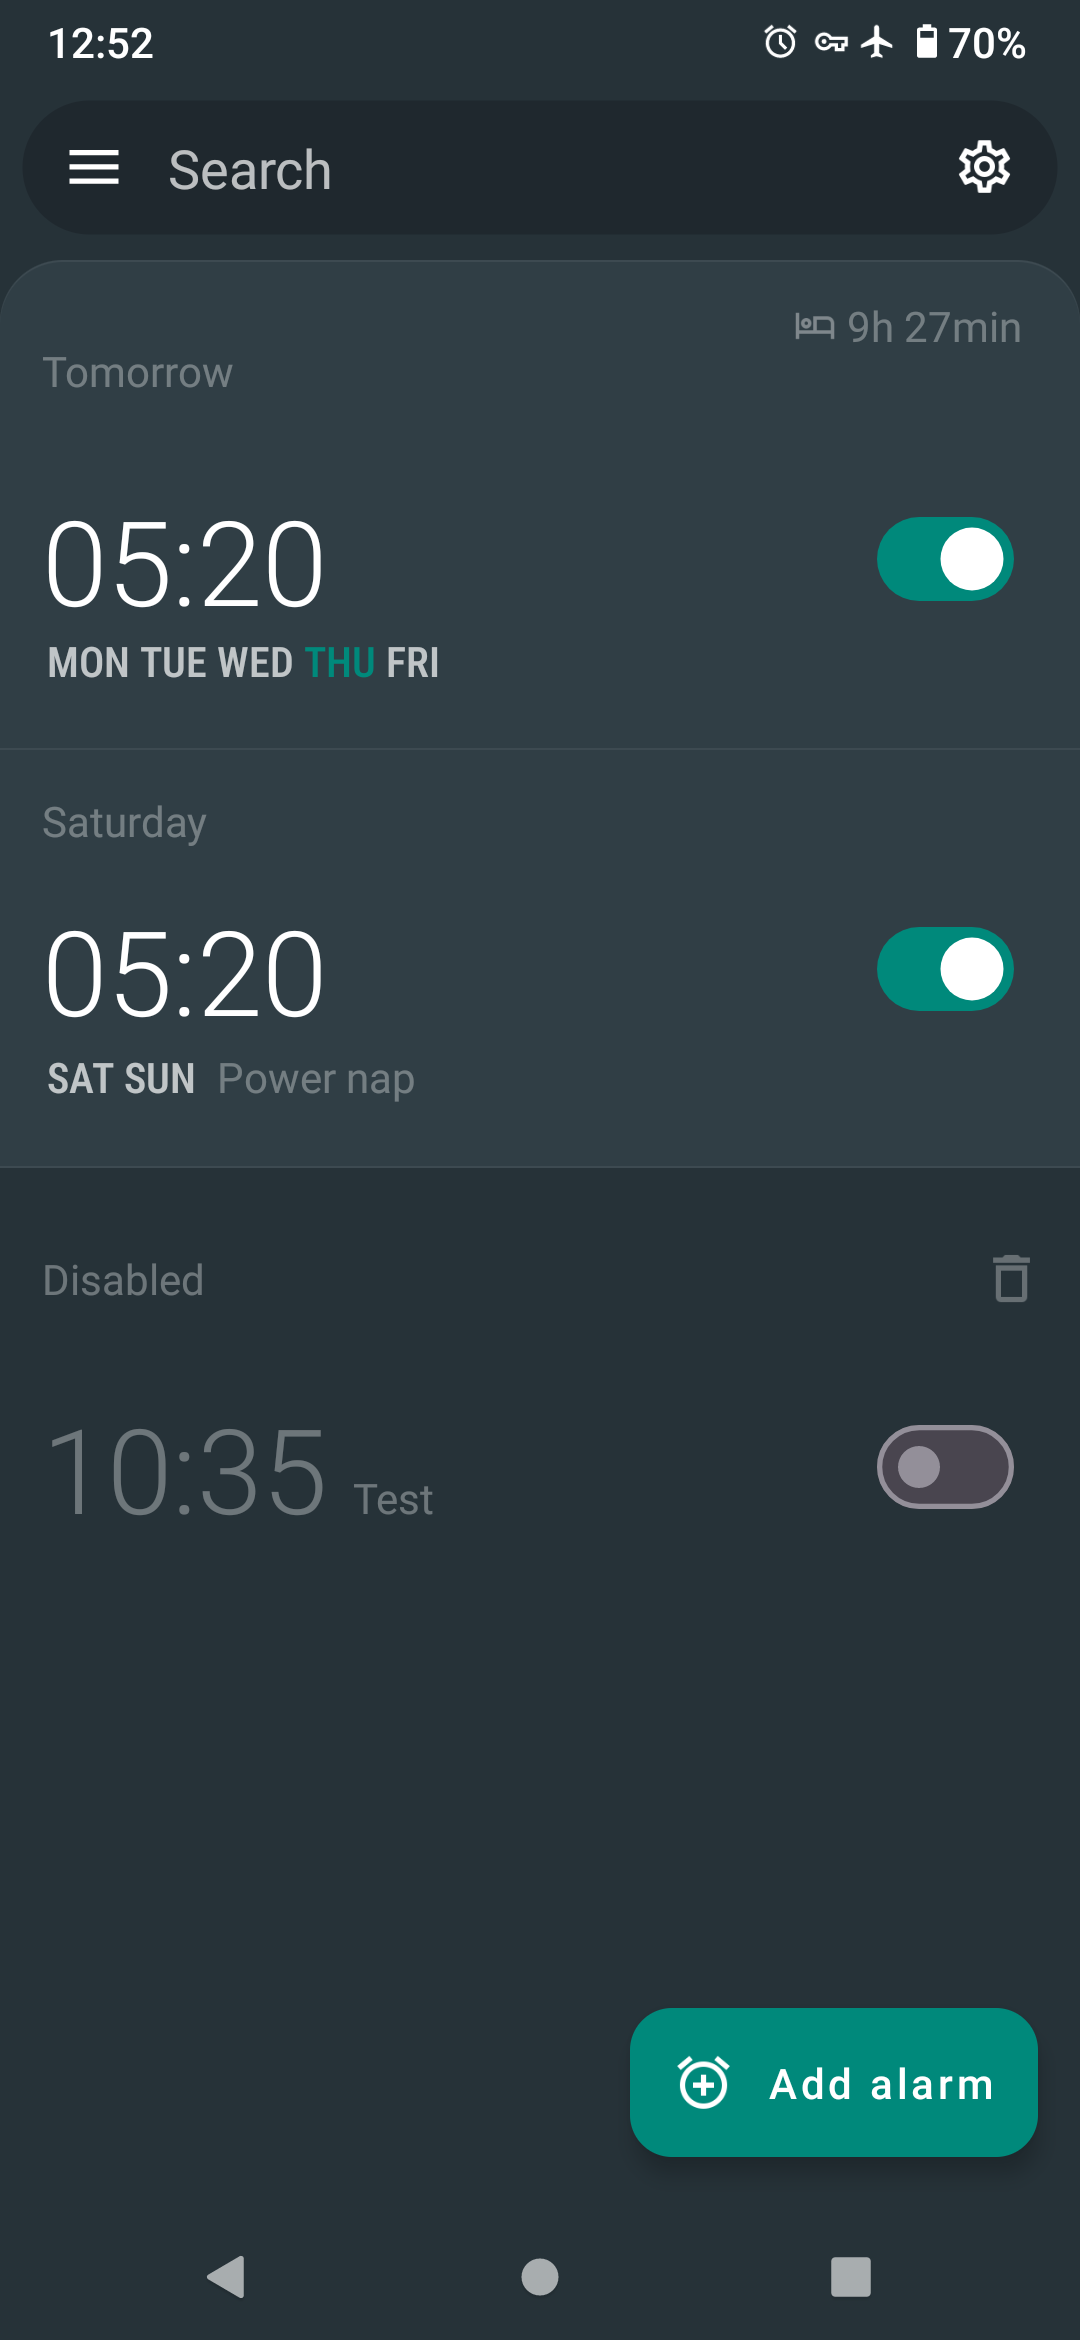 12:52 70%
Search
9h 27min
Tomorrow
05:20
MON TUE WED THU FRI
Saturday
05:20
SAT SUN Power nap
Disabled
10:35 Test
Add alarm